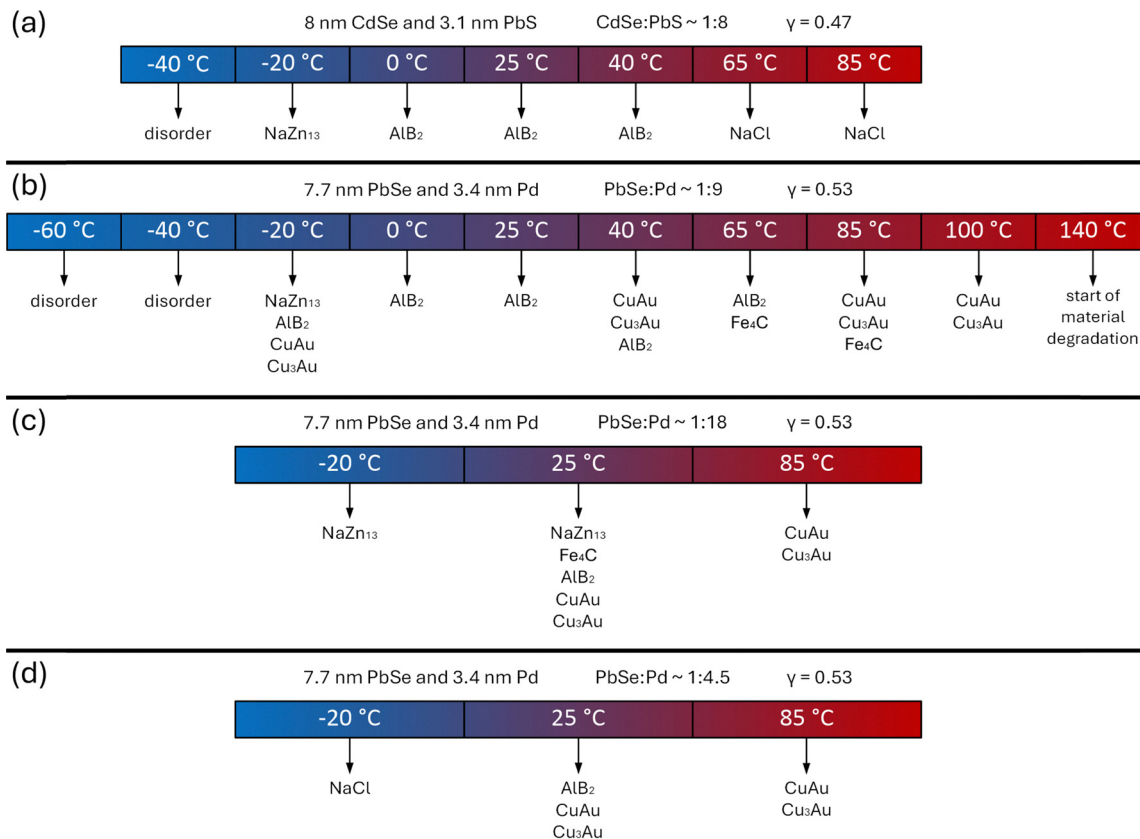 (a)
8 nm CdSe and 3.1 nm PbS CdSe:PbS ~ 1:8 γ = 0.47
-40 °C -20 °C 0 °C 25 °C 40 °C 65 °C 85 °C
disorder NaZn₁₃ AlB₂ AlB₂ AlB₂ NaCl NaCl
(b)
7.7 nm PbSe and 3.4 nm Pd PbSe:Pd ~ 1:9 γ = 0.53
-60 °C -40 °C -20 °C 0 °C 25 °C 40 °C 65 °C 85 °C 100 °C 140 °C
disorder disorder NaZn₁₃ AlB₂ AlB₂ CuAu AlB₂ CuAu CuAu start of
AlB₂ Cu₃Au Fe₄C Cu₃Au Cu₃Au material
CuAu AlB₂ Fe₄C degradation
Cu₃Au
(c)
7.7 nm PbSe and 3.4 nm Pd PbSe:Pd ~ 1:18 γ = 0.53
-20 °C 25 °C 85 °C
NaZn₁₃ NaZn₁₃ CuAu
Fe₄C Cu₃Au
AlB₂
CuAu
Cu₃Au
(d)
7.7 nm PbSe and 3.4 nm Pd PbSe:Pd ~ 1:4.5 γ = 0.53
-20 °C 25 °C 85 °C
NaCl AlB₂ CuAu
CuAu Cu₃Au
Cu₃Au